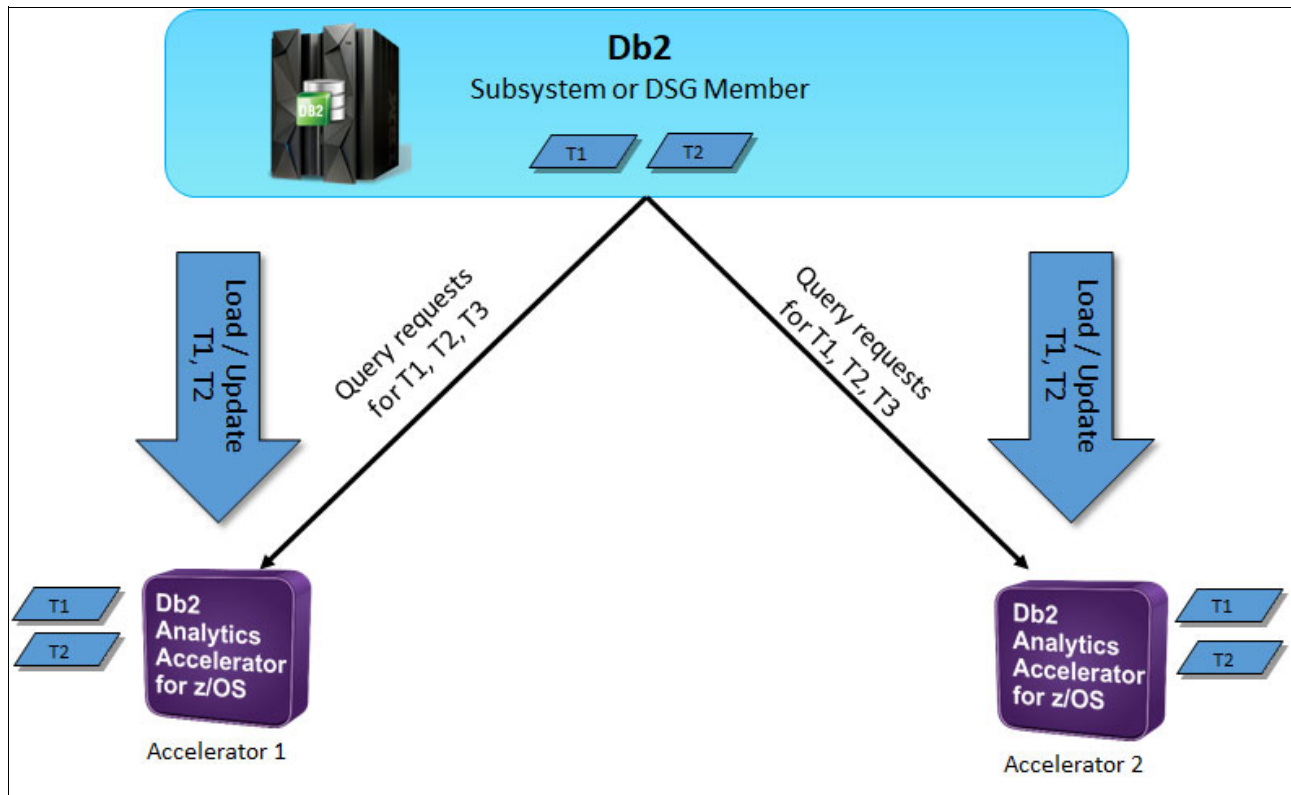 Db2
Subsystem or DSG Member
DB2
T1
T2
Load / Update
T1, T2
Query requests
for T1, T2, T3
Query requests
for T1, T2, T3
Load / Update
T1, T2
T1
T2
Db2
Analytics
Accelerator
for z/OS
Accelerator 1
Db2
Analytics
Accelerator
for z/OS
T1
T2
Accelerator 2